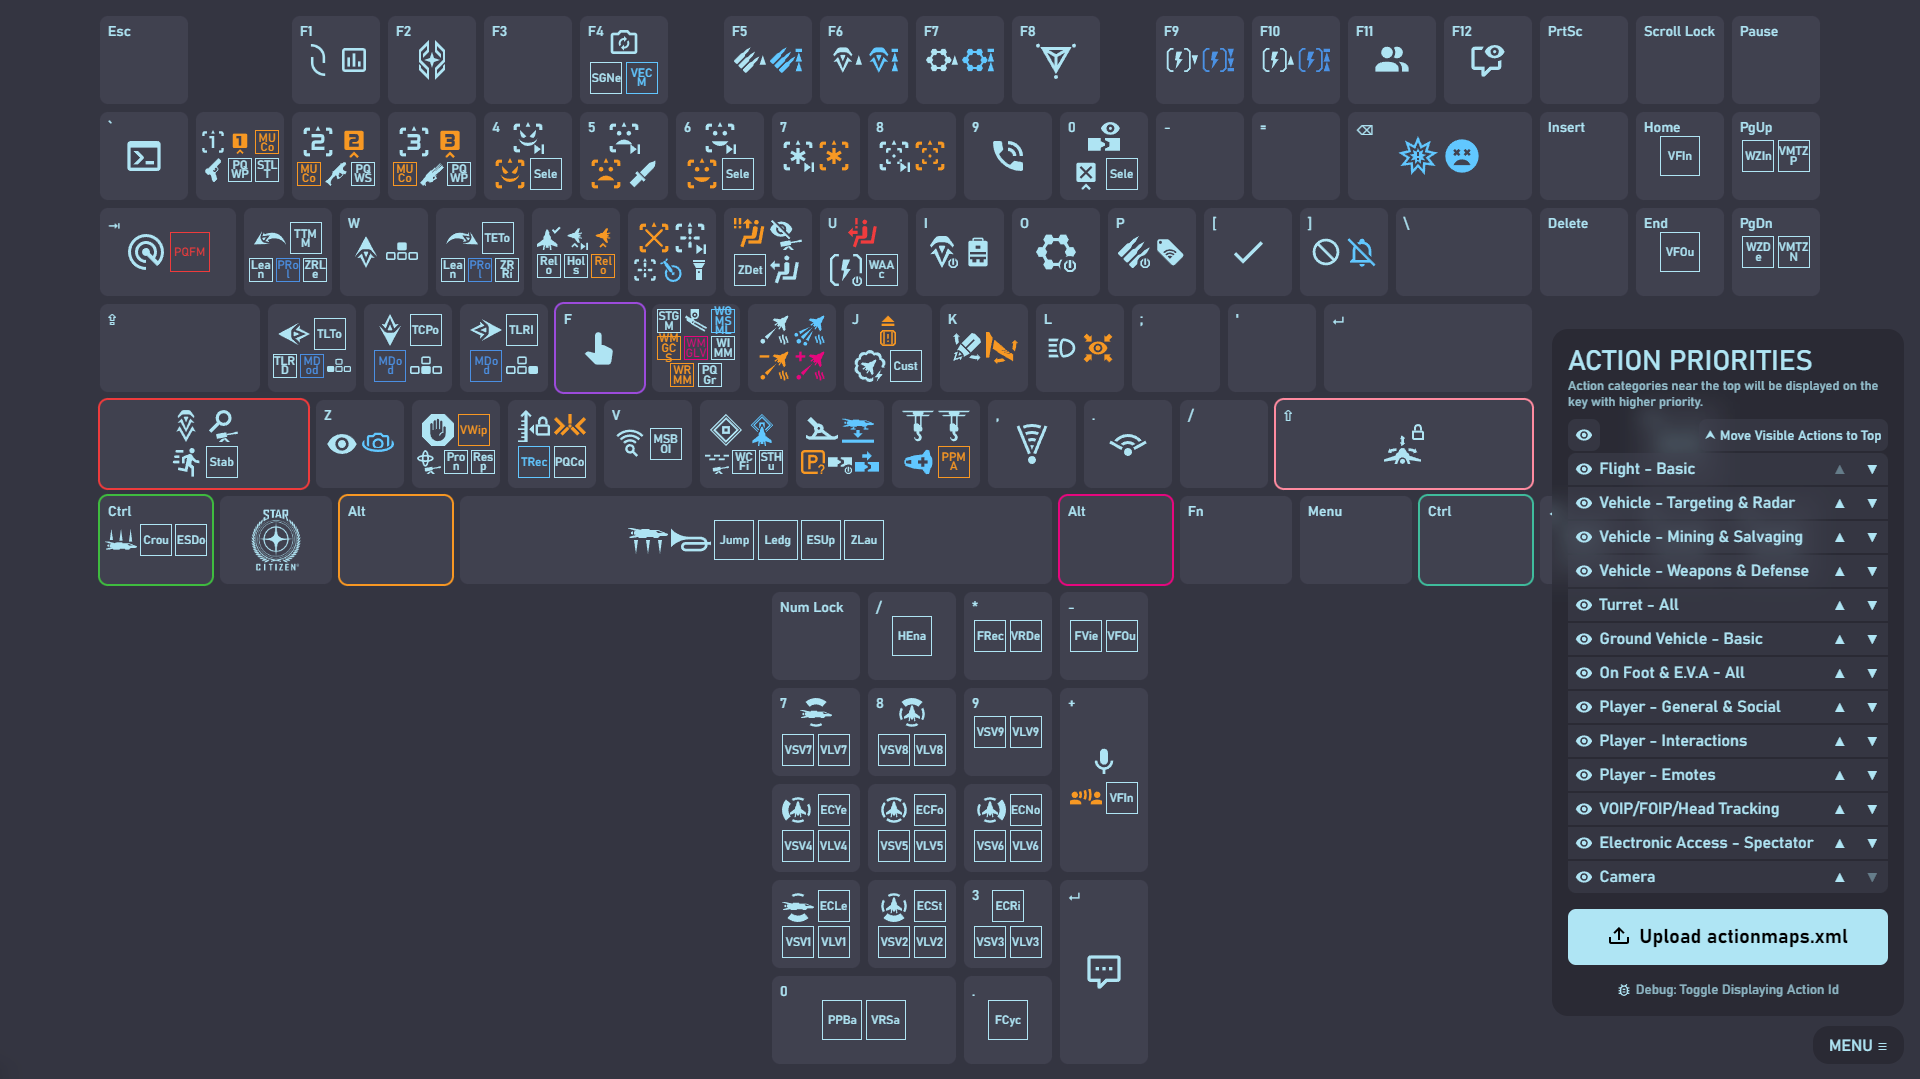 Esc
F1
F2
F3
F4
SGNe
VEC
M
F5
F6
F7
F8
F9
F10
F11
F12
PrtSc
Scroll Lock
Pause
`
1
1
MU
Co
PQ
WP
STL
T
2
2
MU
Co
PQ
WS
3
3
MU
Co
PQ
WP
4
Sele
5
6
Sele
7
8
9
0
Sele
-
=
Insert
Home
VFIn
PgUp
WZIn
VMTZ
P
PQFM
TTM
M
Lea
n
PRol
l
ZRL
e
W
TETo
Lea
n
PRol
l
ZR
Ri
Rel
o
Hols
s
Rel
o
ZDet
U
WAA
c
I
O
P
[
]
\
Delete
End
VFOu
PgDn
WZD
e
VMTZ
N
TLTo
TLR
D
MD
od
TCPo
MDo
d
TLRl
MDo
d
F
STG
M
WG
MS
ML
WM
GC
S
WM
GLV
WI
MM
WR
MM
PQ
Gr
J
Cust
K
L
;
'
Stab
Z
VWip
Pro
n
Res
p
TRec
PQCo
V
MSB
Ol
WC
Fi
STH
u
P?
PPM
A
,
.
/
Ctrl
Crou
ESDo
STAR
CITIZEN
Alt
Jump
Ledg
ESUp
ZLau
Alt
Fn
Menu
Ctrl
Num Lock
/
HEna
*
FRec
VRDe
-
FVie
VFOu
7
VSV7
VLV7
8
VSV8
VLV8
9
VSV9
VLV9
+
VFIn
ECYe
VSV4
VLV4
ECFo
VSV5
VLV5
ECNo
VSV6
VLV6
ECLe
VSV1
VLV1
ECSt
VSV2
VLV2
3
ECRi
VSV3
VLV3
0
PPBa
VRSa
.
FCyc
ACTION PRIORITIES
Action categories near the top will be displayed on the
key with higher priority.
Move Visible Actions to Top
Flight - Basic
Vehicle - Targeting & Radar
Vehicle - Mining & Salvaging
Vehicle - Weapons & Defense
Turret - All
Ground Vehicle - Basic
On Foot & E.V.A - All
Player - General & Social
Player - Interactions
Player - Emotes
VOIP/FOIP/Head Tracking
Electronic Access - Spectator
Camera
Upload actionmaps.xml
Debug: Toggle Displaying Action Id
MENU